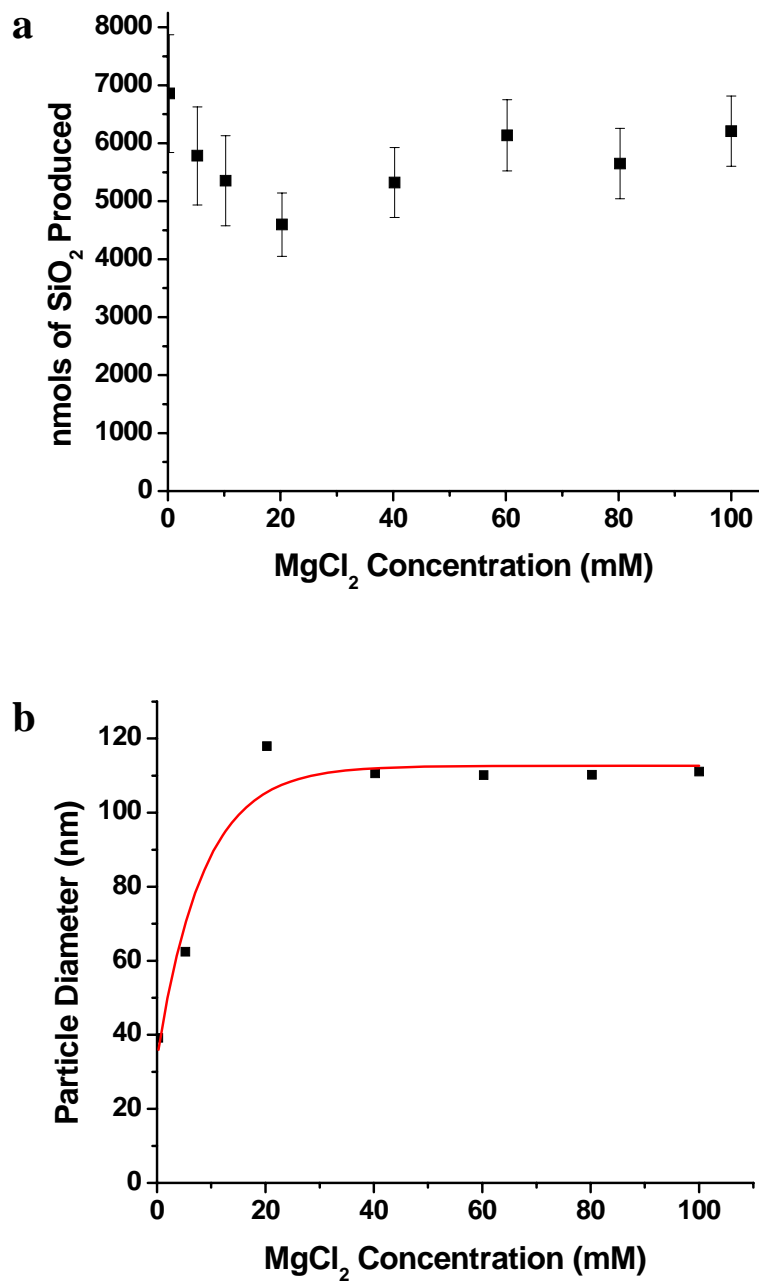 a
8000
7000
6000
5000
4000
3000
2000
1000
0
nmols of SiO₂ Produced
0 20 40 60 80 100
MgCl₂ Concentration (mM)
b
120
100
80
60
40
20
0
Particle Diameter (nm)
0 20 40 60 80 100
MgCl₂ Concentration (mM)